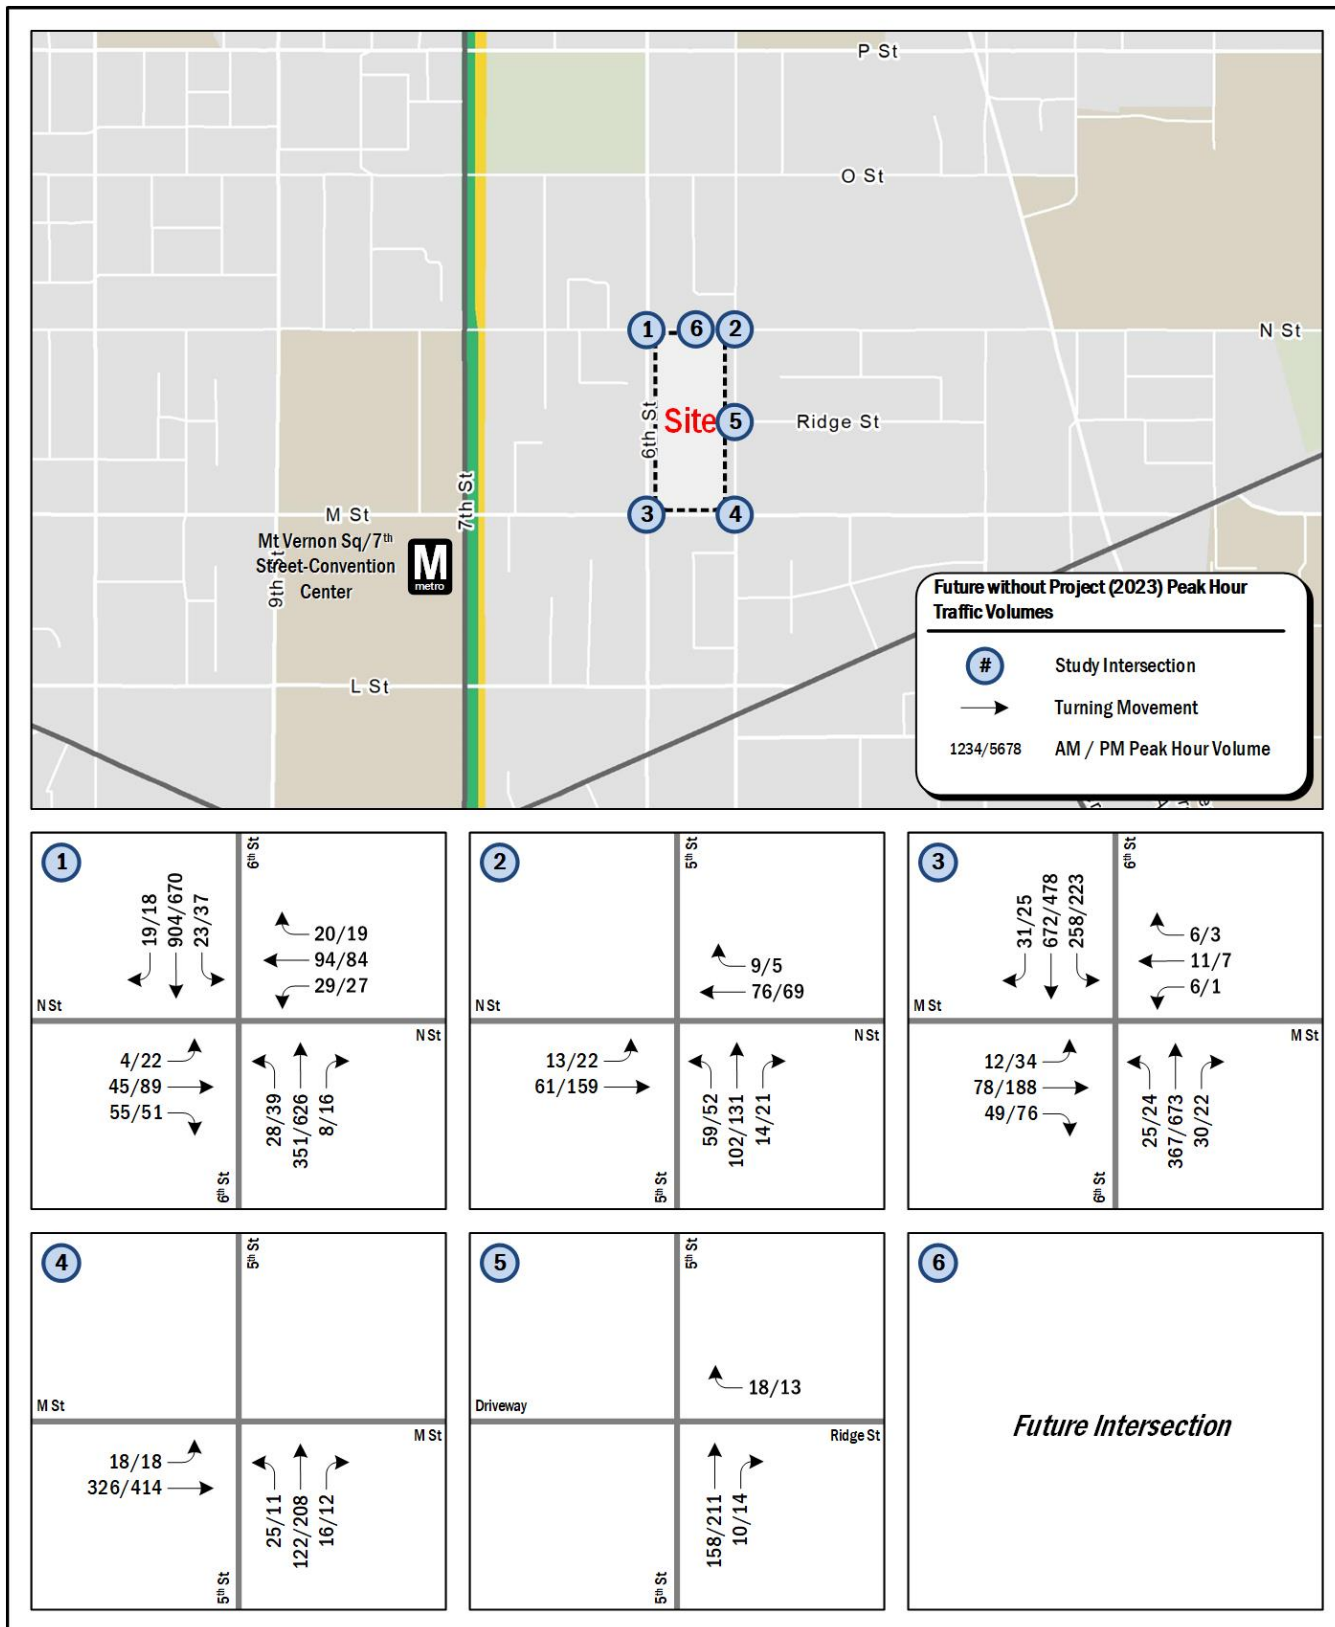 P St
O St
1
6
2
N St
6th St
Site
5
Ridge St
7th St
M St
3
4
Mt Vernon Sq/7th
Street-Convention
Center
9th St
M
metro
L St
Future without Project (2023) Peak Hour
Traffic Volumes
# Study Intersection
Turning Movement
1234/5678 AM / PM Peak Hour Volume
1
6th St
19/18
904/670
23/37
20/19
94/84
29/27
N St
N St
4/22
45/89
55/51
28/39
351/626
8/16
6th St
2
5th St
9/5
76/69
N St
N St
13/22
61/159
59/52
102/131
14/21
5th St
3
6th St
31/25
672/478
258/223
6/3
11/7
6/1
M St
M St
12/34
78/188
49/76
25/24
367/673
30/22
6th St
4
5th St
M St
M St
18/18
326/414
25/11
122/208
16/12
5th St
5
5th St
18/13
Driveway
Ridge St
158/211
10/14
5th St
6
Future Intersection